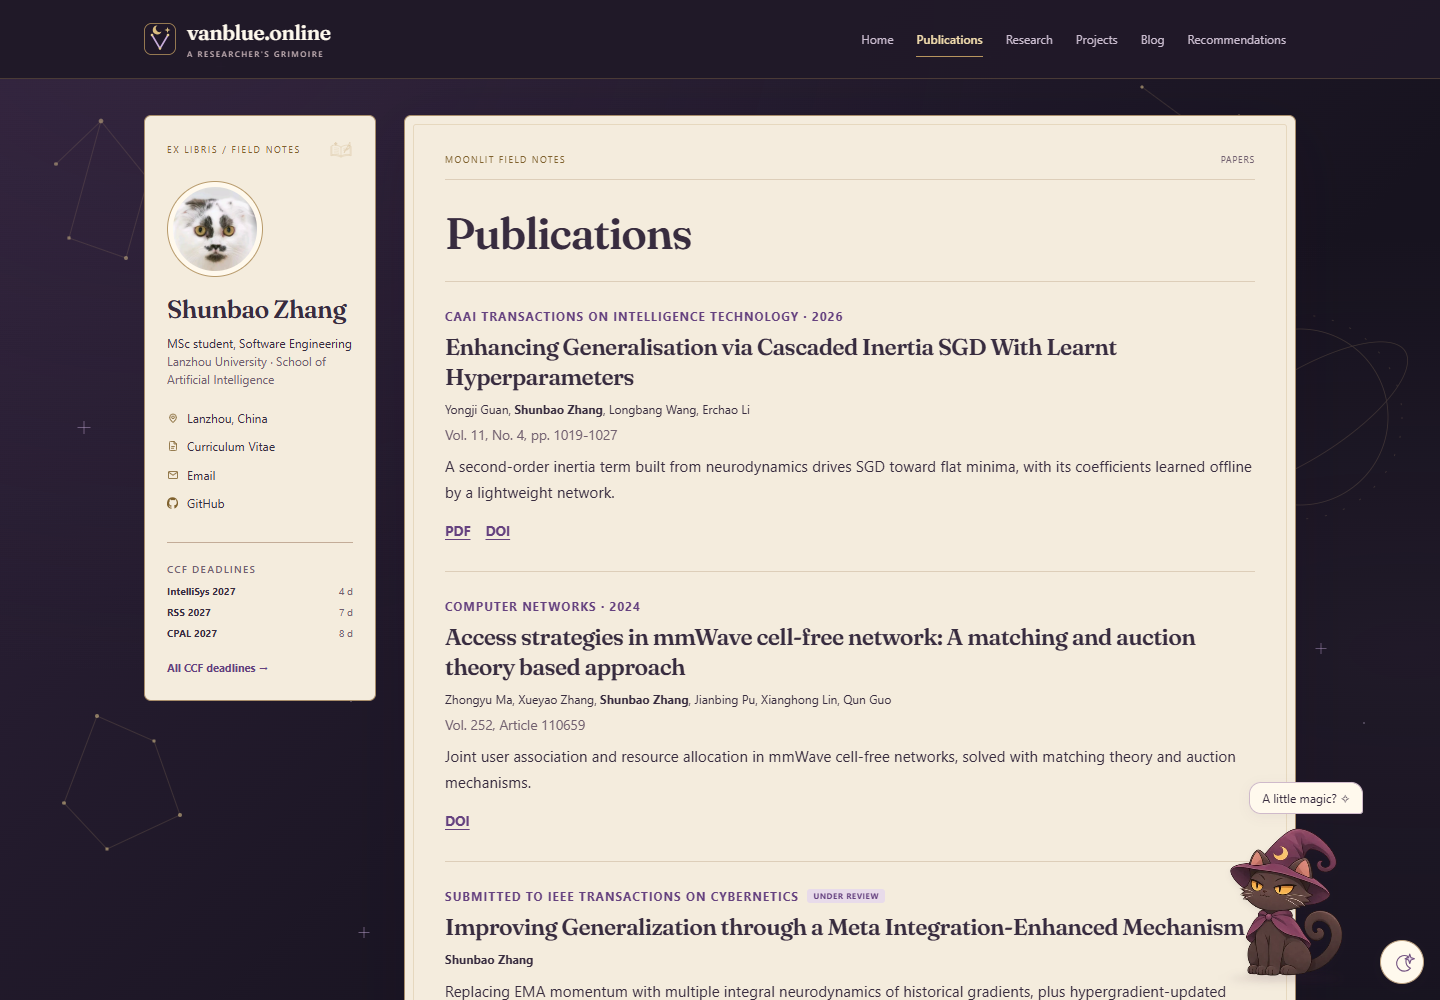 vanblue.online
A RESEARCHER'S GRIMOIRE
Home
Publications
Research
Projects
Blog
Recommendations
EX LIBRIS / FIELD NOTES
Shunbao Zhang
MSc student, Software Engineering
Lanzhou University · School of
Artificial Intelligence
Lanzhou, China
Curriculum Vitae
Email
GitHub
CCF DEADLINES
IntelliSys 2027 4 d
RSS 2027 7 d
CPAL 2027 8 d
All CCF deadlines →
MOONLIT FIELD NOTES
PAPERS
Publications
CAAI TRANSACTIONS ON INTELLIGENCE TECHNOLOGY · 2026
Enhancing Generalisation via Cascaded Inertia SGD With Learnt
Hyperparameters
Yongji Guan, Shunbao Zhang, Longbang Wang, Erchao Li
Vol. 11, No. 4, pp. 1019-1027
A second-order inertia term built from neurodynamics drives SGD toward flat minima, with its coefficients learned offline
by a lightweight network.
PDF DOI
COMPUTER NETWORKS · 2024
Access strategies in mmWave cell-free network: A matching and auction
theory based approach
Zhongyu Ma, Xueyao Zhang, Shunbao Zhang, Jianbing Pu, Xianghong Lin, Qun Guo
Vol. 252, Article 110659
Joint user association and resource allocation in mmWave cell-free networks, solved with matching theory and auction
mechanisms.
DOI
A little magic? ✧
SUBMITTED TO IEEE TRANSACTIONS ON CYBERNETICS UNDER REVIEW
Improving Generalization through a Meta Integration-Enhanced Mechanism
Shunbao Zhang
Replacing EMA momentum with multiple integral neurodynamics of historical gradients, plus hypergradient-updated